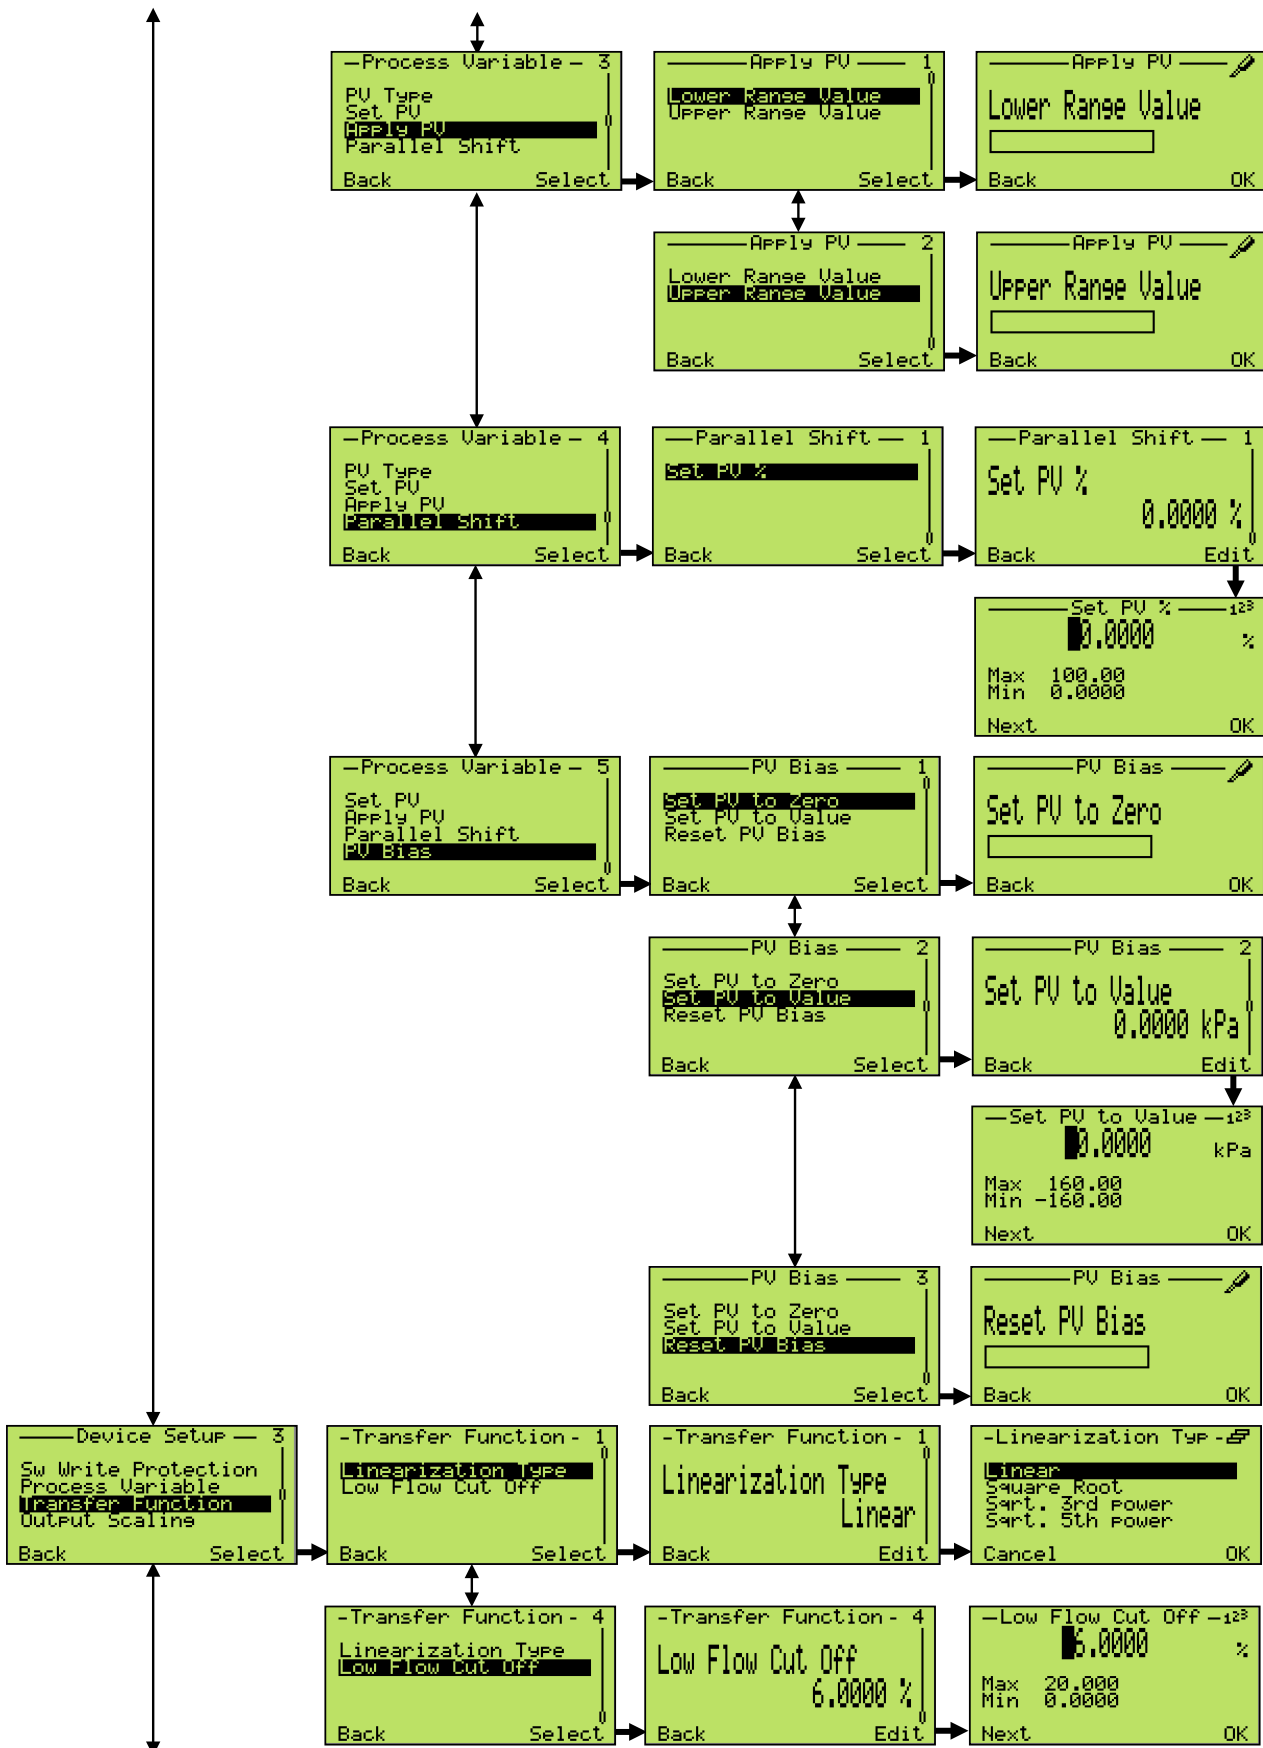 Process Variable 3
PV Type
Set PV
Apply PV
Parallel Shift
Back Select
Apply PV 1
Lower Range Value
Upper Range Value
Back Select
Apply PV
Lower Range Value
Back OK
Apply PV 2
Lower Range Value
Upper Range Value
Back Select
Apply PV
Upper Range Value
Back OK
Process Variable 4
PV Type
Set PV
Apply PV
Parallel Shift
Back Select
Parallel Shift 1
Set PV %
Back Select
Parallel Shift 1
Set PV %
0.0000 %
Back Edit
Set PV % 123
0.0000 %
Max 100.00
Min 0.0000
Next OK
Process Variable 5
Set PV
Apply PV
Parallel Shift
PV Bias
Back Select
PV Bias 1
Set PV to Zero
Set PV to Value
Reset PV Bias
Back Select
PV Bias
Set PV to Zero
Back OK
PV Bias 2
Set PV to Zero
Set PV to Value
Reset PV Bias
Back Select
PV Bias 2
Set PV to Value
0.0000 kPa
Back Edit
Set PV to Value 123
0.0000 kPa
Max 160.00
Min -160.00
Next OK
PV Bias 3
Set PV to Zero
Set PV to Value
Reset PV Bias
Back Select
PV Bias
Reset PV Bias
Back OK
Device Setup 3
Sw Write Protection
Process Variable
Transfer Function
Output Scaling
Back Select
-Transfer Function- 1
Linearization Type
Low Flow Cut Off
Back Select
-Transfer Function- 1
Linearization Type
Linear
Back Edit
-Linearization Typ-
Linear
Square Root
Sqrt. 3rd power
Sqrt. 5th power
Cancel OK
-Transfer Function- 4
Linearization Type
Low Flow Cut Off
Back Select
-Transfer Function- 4
Low Flow Cut Off
6.0000 %
Back Edit
Low Flow Cut Off 123
6.0000 %
Max 20.000
Min 0.0000
Next OK